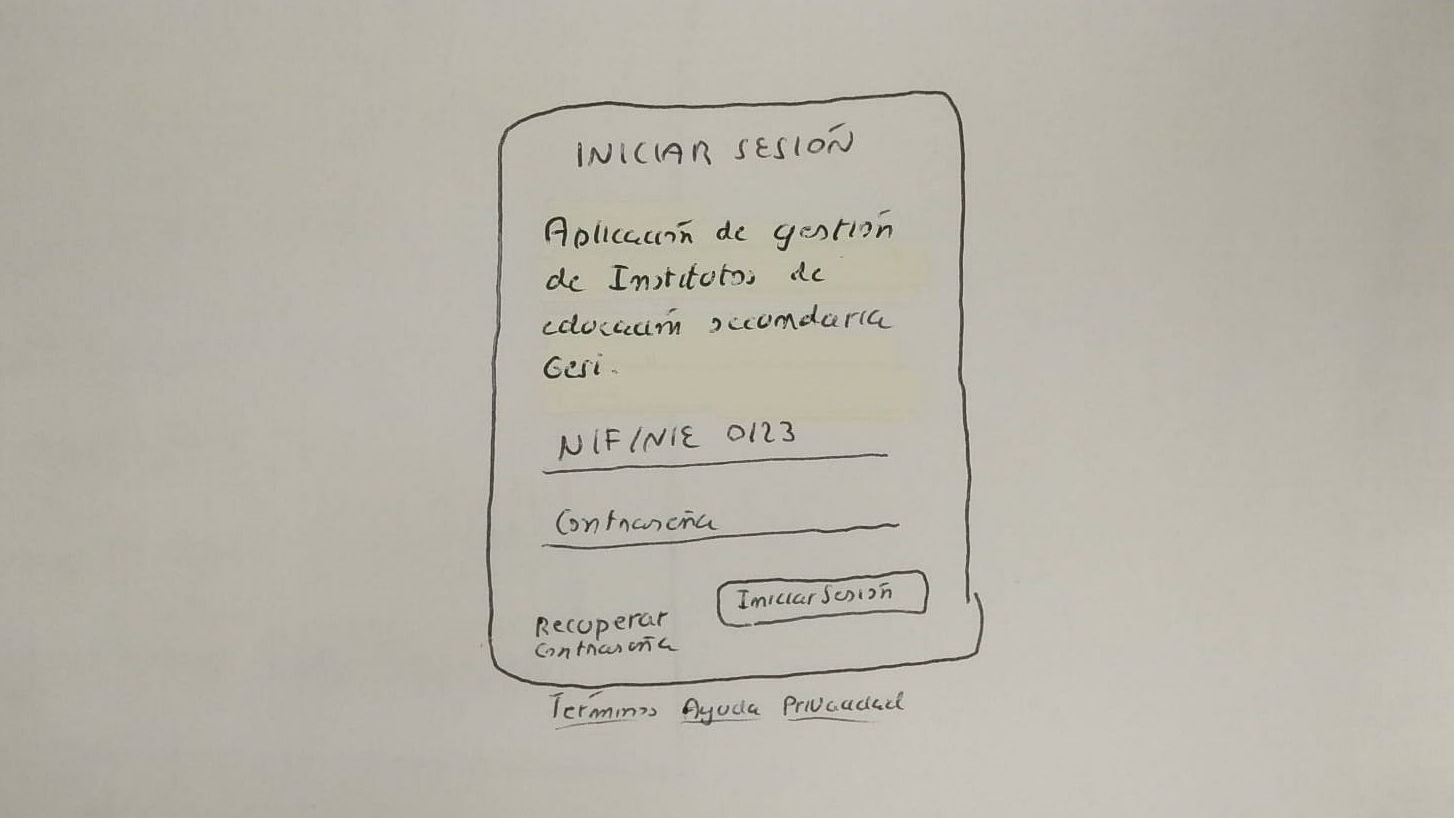 INICIAR SESIÓN
Aplicación de gestión
de Institutos de
educación secundaria
Gesi.
NIF/NIE 0123
Contraseña
Iniciar Sesión
Recuperar
contraseña
Términos Ayuda Privacidad